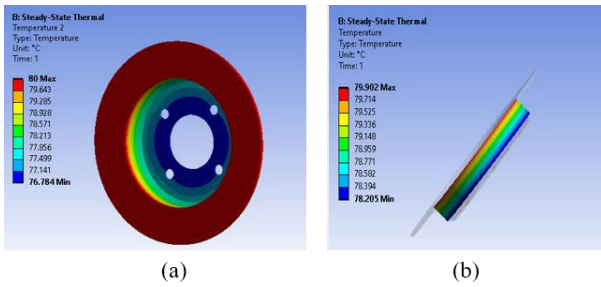 B: Steady-State Thermal
Temperature 2
Type: Temperature
Unit: °C
Time: 1
80 Max
79.643
79.285
78.928
78.571
78.213
77.856
77.499
77.141
76.784 Min
(a)
B: Steady-State Thermal
Temperature
Type: Temperature
Unit: °C
Time: 1
79.902 Max
79.714
79.525
79.336
79.148
78.959
78.771
78.582
78.394
78.205 Min
(b)